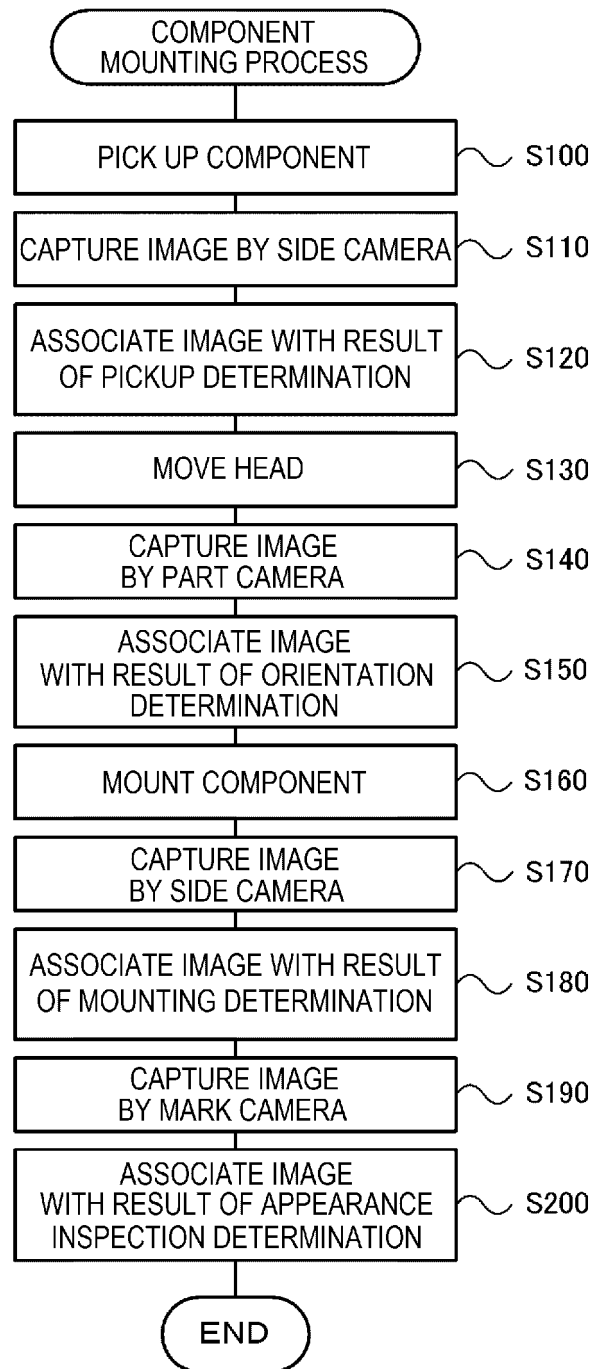 COMPONENT
MOUNTING PROCESS
PICK UP COMPONENT
S100
CAPTURE IMAGE BY SIDE CAMERA
S110
ASSOCIATE IMAGE WITH RESULT
OF PICKUP DETERMINATION
S120
MOVE HEAD
S130
CAPTURE IMAGE
BY PART CAMERA
S140
ASSOCIATE IMAGE
WITH RESULT OF ORIENTATION
DETERMINATION
S150
MOUNT COMPONENT
S160
CAPTURE IMAGE
BY SIDE CAMERA
S170
ASSOCIATE IMAGE WITH RESULT
OF MOUNTING DETERMINATION
S180
CAPTURE IMAGE
BY MARK CAMERA
S190
ASSOCIATE IMAGE
WITH RESULT OF APPEARANCE
INSPECTION DETERMINATION
S200
END